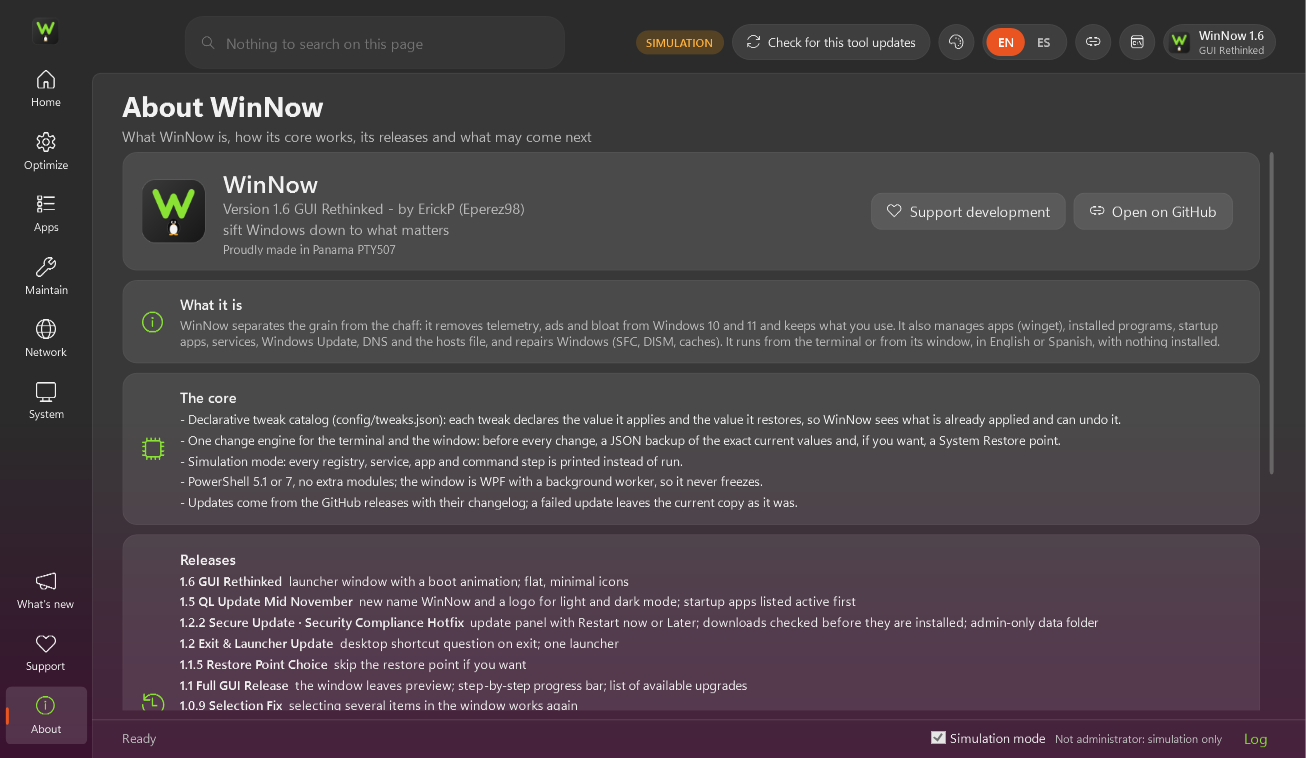 W
Nothing to search on this page
SIMULATION
Check for this tool updates
EN
ES
WinNow 1.6
GUI Rethinked
Home
Optimize
Apps
Maintain
Network
System
What's new
Support
About
About WinNow
What WinNow is, how its core works, its releases and what may come next
W
WinNow
Version 1.6 GUI Rethinked - by ErickP (Eperez98)
sift Windows down to what matters
Proudly made in Panama PTY507
Support development
Open on GitHub
What it is
WinNow separates the grain from the chaff: it removes telemetry, ads and bloat from Windows 10 and 11 and keeps what you use. It also manages apps (winget), installed programs, startup
apps, services, Windows Update, DNS and the hosts file, and repairs Windows (SFC, DISM, caches). It runs from the terminal or from its window, in English or Spanish, with nothing installed.
The core
- Declarative tweak catalog (config/tweaks.json): each tweak declares the value it applies and the value it restores, so WinNow sees what is already applied and can undo it.
- One change engine for the terminal and the window: before every change, a JSON backup of the exact current values and, if you want, a System Restore point.
- Simulation mode: every registry, service, app and command step is printed instead of run.
- PowerShell 5.1 or 7, no extra modules; the window is WPF with a background worker, so it never freezes.
- Updates come from the GitHub releases with their changelog; a failed update leaves the current copy as it was.
Releases
1.6 GUI Rethinked launcher window with a boot animation; flat, minimal icons
1.5 QL Update Mid November new name WinNow and a logo for light and dark mode; startup apps listed active first
1.2.2 Secure Update · Security Compliance Hotfix update panel with Restart now or Later; downloads checked before they are installed; admin-only data folder
1.2 Exit & Launcher Update desktop shortcut question on exit; one launcher
1.1.5 Restore Point Choice skip the restore point if you want
1.1 Full GUI Release the window leaves preview; step-by-step progress bar; list of available upgrades
1.0.9 Selection Fix selecting several items in the window works again
Ready
Simulation mode
Not administrator: simulation only
Log